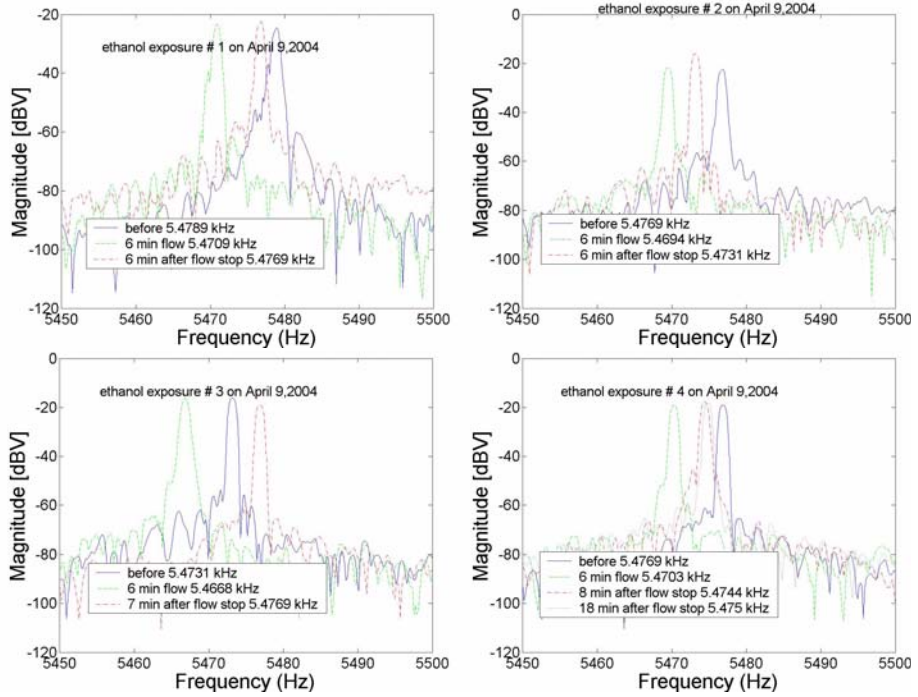 ethanol exposure # 1 on April 9,2004
Magnitude [dBV]
-20
-40
-60
-80
-100
-120
before 5.4789 kHz
6 min flow 5.4709 kHz
6 min after flow stop 5.4769 kHz
5450 5460 5470 5480 5490 5500
Frequency (Hz)
ethanol exposure # 2 on April 9,2004
Magnitude [dBV]
0
-20
-40
-60
-80
-100
-120
before 5.4769 kHz
6 min flow 5.4694 kHz
6 min after flow stop 5.4731 kHz
5450 5460 5470 5480 5490 5500
Frequency (Hz)
ethanol exposure # 3 on April 9,2004
Magnitude [dBV]
0
-20
-40
-60
-80
-100
-120
before 5.4731 kHz
6 min flow 5.4668 kHz
7 min after flow stop 5.4769 kHz
5450 5460 5470 5480 5490 5500
Frequency (Hz)
ethanol exposure # 4 on April 9,2004
Magnitude [dBV]
0
-20
-40
-60
-80
-100
-120
before 5.4769 kHz
6 min flow 5.4703 kHz
8 min after flow stop 5.4744 kHz
18 min after flow stop 5.475 kHz
5450 5460 5470 5480 5490 5500
Frequency (Hz)